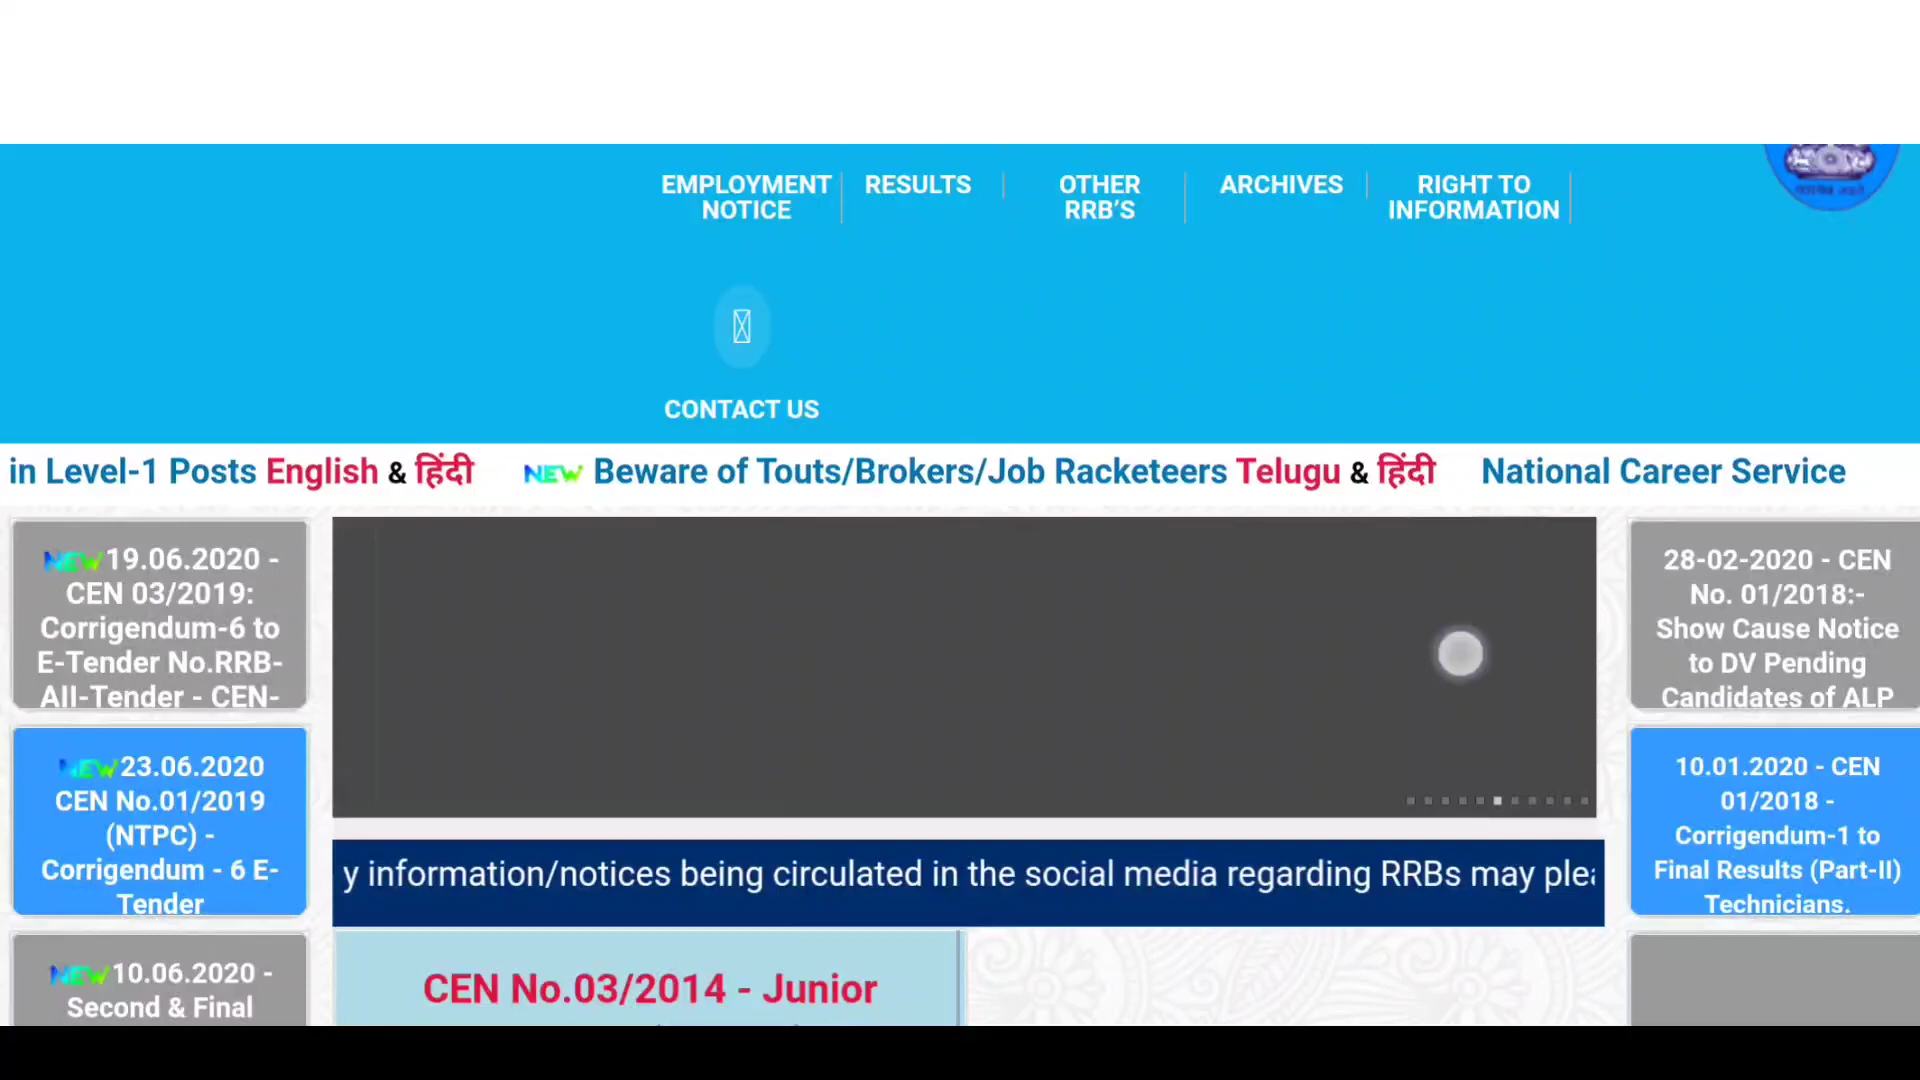 EMPLOYMENT
NOTICE
RESULTS
OTHER
RRB'S
ARCHIVES
RIGHT TO
INFORMATION
CONTACT US
in Level-1 Posts English & हिंदी NEW Beware of Touts/Brokers/Job Racketeers Telugu & हिंदी National Career Service
NEW 19.06.2020 -
CEN 03/2019:
Corrigendum-6 to
E-Tender No.RRB-
All-Tender - CEN-
NEW 23.06.2020
CEN No.01/2019
(NTPC) -
Corrigendum - 6 E-
Tender
NEW 10.06.2020 -
Second & Final
y information/notices being circulated in the social media regarding RRBs may plea
CEN No.03/2014 - Junior
28-02-2020 - CEN
No. 01/2018:-
Show Cause Notice
to DV Pending
Candidates of ALP
10.01.2020 - CEN
01/2018 -
Corrigendum-1 to
Final Results (Part-II)
Technicians.